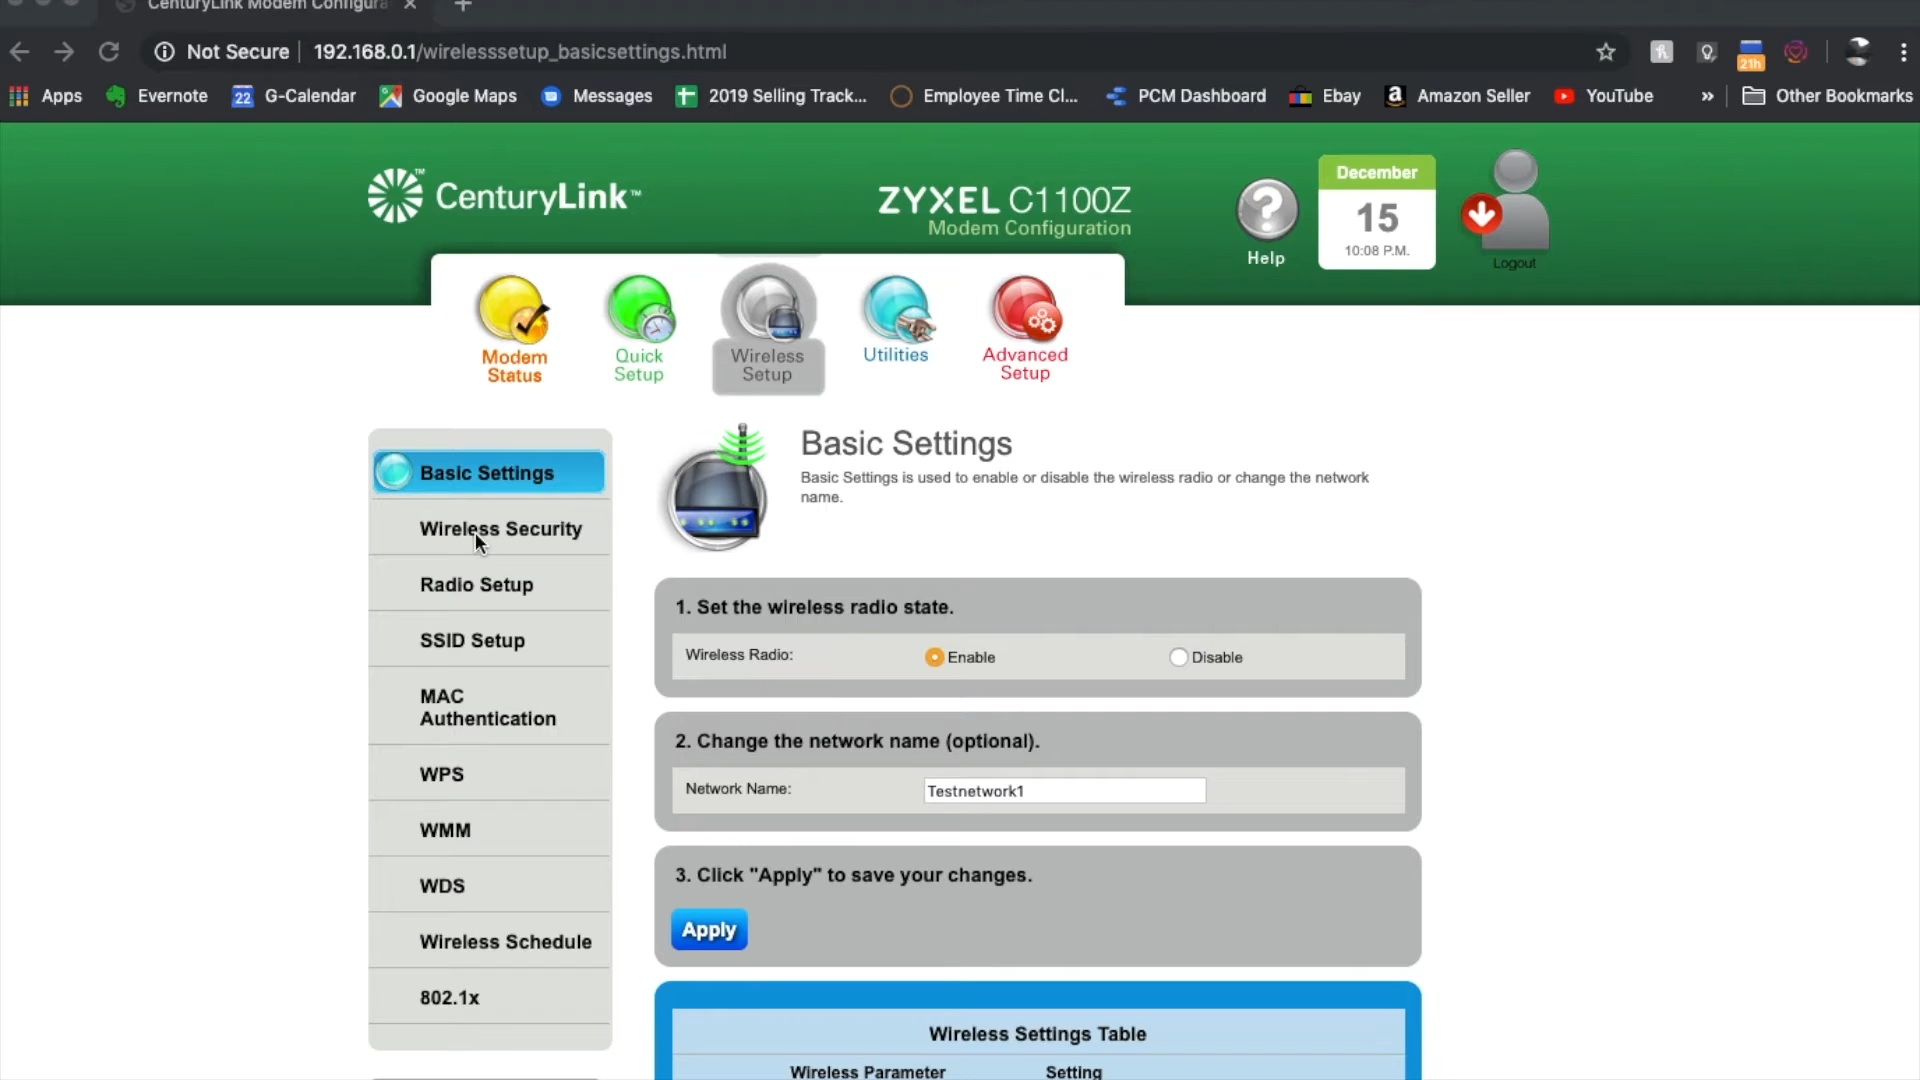 CenturyLink Modem Configura
Not Secure 192.168.0.1/wirelesssetup_basicsettings.html
21h
Apps Evernote 22 G-Calendar Google Maps Messages 2019 Selling Track... Employee Time Cl... PCM Dashboard Ebay a Amazon Seller YouTube » Other Bookmarks
CenturyLink™
ZYXEL C1100Z
Modem Configuration
?
Help
December
15
10:08 P.M.
Logout
Modem
Status
Quick
Setup
Wireless
Setup
Utilities
Advanced
Setup
Basic Settings
Wireless Security
Radio Setup
SSID Setup
MAC
Authentication
WPS
WMM
WDS
Wireless Schedule
802.1x
Basic Settings
Basic Settings is used to enable or disable the wireless radio or change the network
name.
1. Set the wireless radio state.
Wireless Radio: Enable Disable
2. Change the network name (optional).
Network Name: Testnetwork1
3. Click "Apply" to save your changes.
Apply
Wireless Settings Table
Wireless Parameter Setting